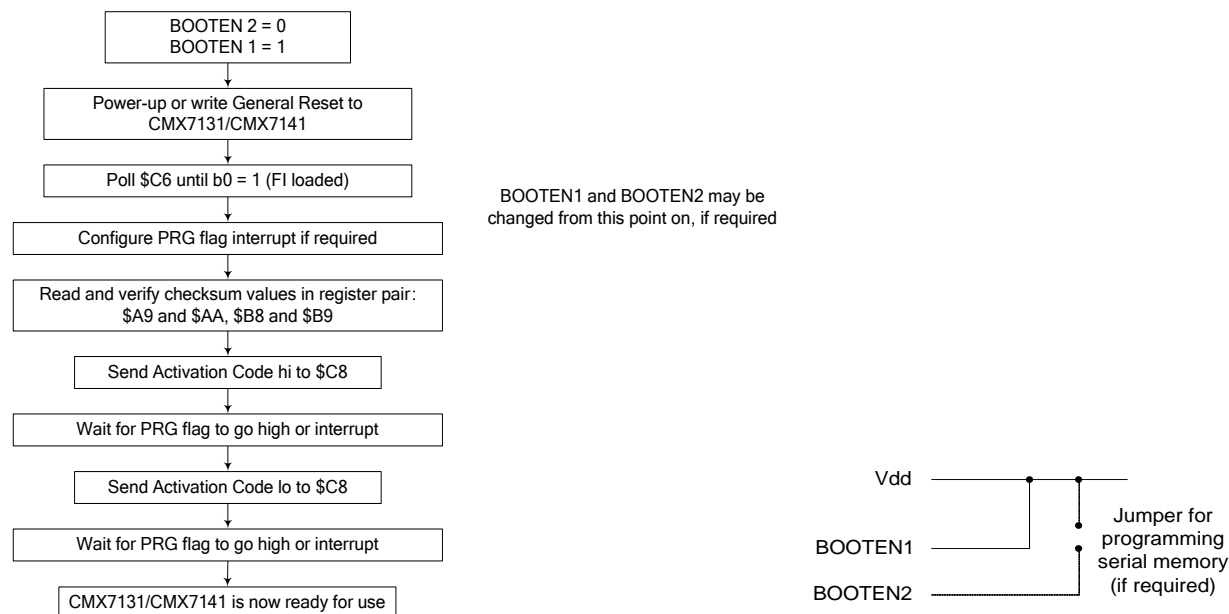 BOOTEN 2 = 0
BOOTEN 1 = 1
Power-up or write General Reset to
CMX7131/CMX7141
Poll $C6 until b0 = 1 (FI loaded)
BOOTEN1 and BOOTEN2 may be
changed from this point on, if required
Configure PRG flag interrupt if required
Read and verify checksum values in register pair:
$A9 and $AA, $B8 and $B9
Send Activation Code hi to $C8
Wait for PRG flag to go high or interrupt
Send Activation Code lo to $C8
Wait for PRG flag to go high or interrupt
CMX7131/CMX7141 is now ready for use
Vdd
BOOTEN1
BOOTEN2
Jumper for
programming
serial memory
(if required)